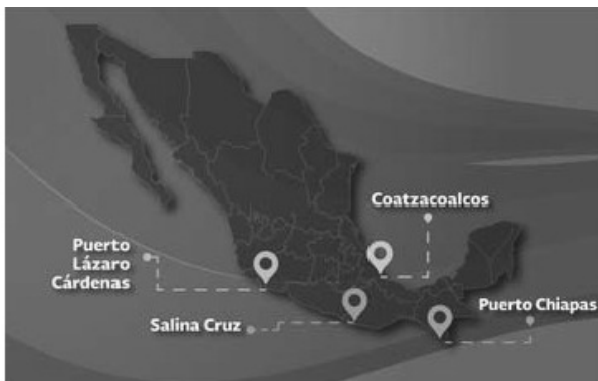 Coatzacoalcos
Puerto
Lázaro
Cárdenas
Puerto Chiapas
Salina Cruz